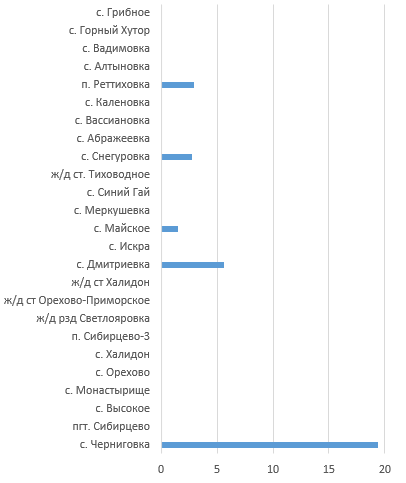 с. Грибное
с. Горный Хутор
с. Вадимовка
с. Алтыновка
п. Реттиховка
с. Каленовка
с. Вассиановка
с. Абражеевка
с. Снегуровка
ж/д ст. Тиховодное
с. Синий Гай
с. Меркушевка
с. Майское
с. Искра
с. Дмитриевка
ж/д ст Халидон
ж/д ст Орехово-Приморское
ж/д рзд Светлояровка
п. Сибирцево-3
с. Халидон
с. Орехово
с. Монастырище
с. Высокое
пгт. Сибирцево
с. Черниговка
0 5 10 15 20